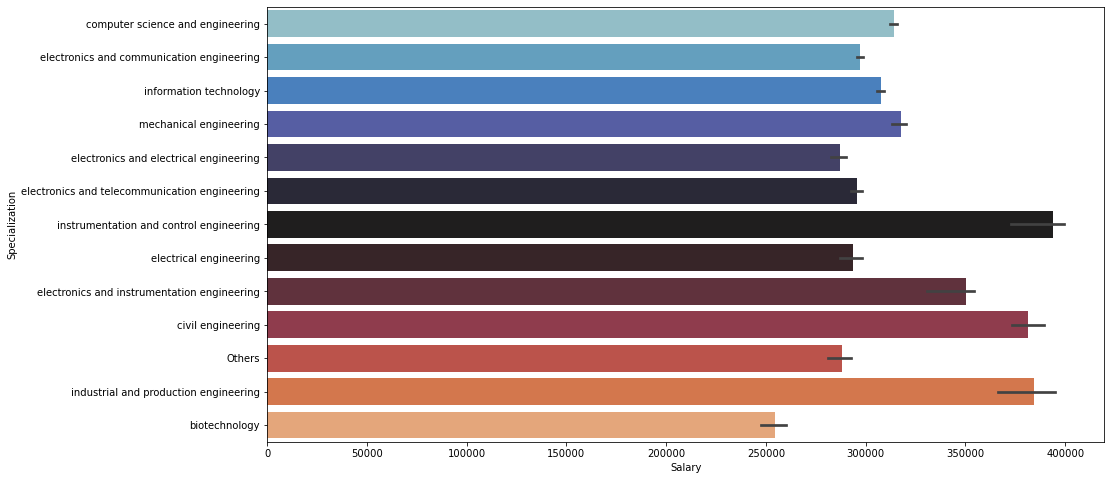 computer science and engineering
electronics and communication engineering
information technology
mechanical engineering
electronics and electrical engineering
electronics and telecommunication engineering
instrumentation and control engineering
electrical engineering
electronics and instrumentation engineering
civil engineering
Others
industrial and production engineering
biotechnology
Specialization
0 50000 100000 150000 200000 250000 300000 350000 400000
Salary